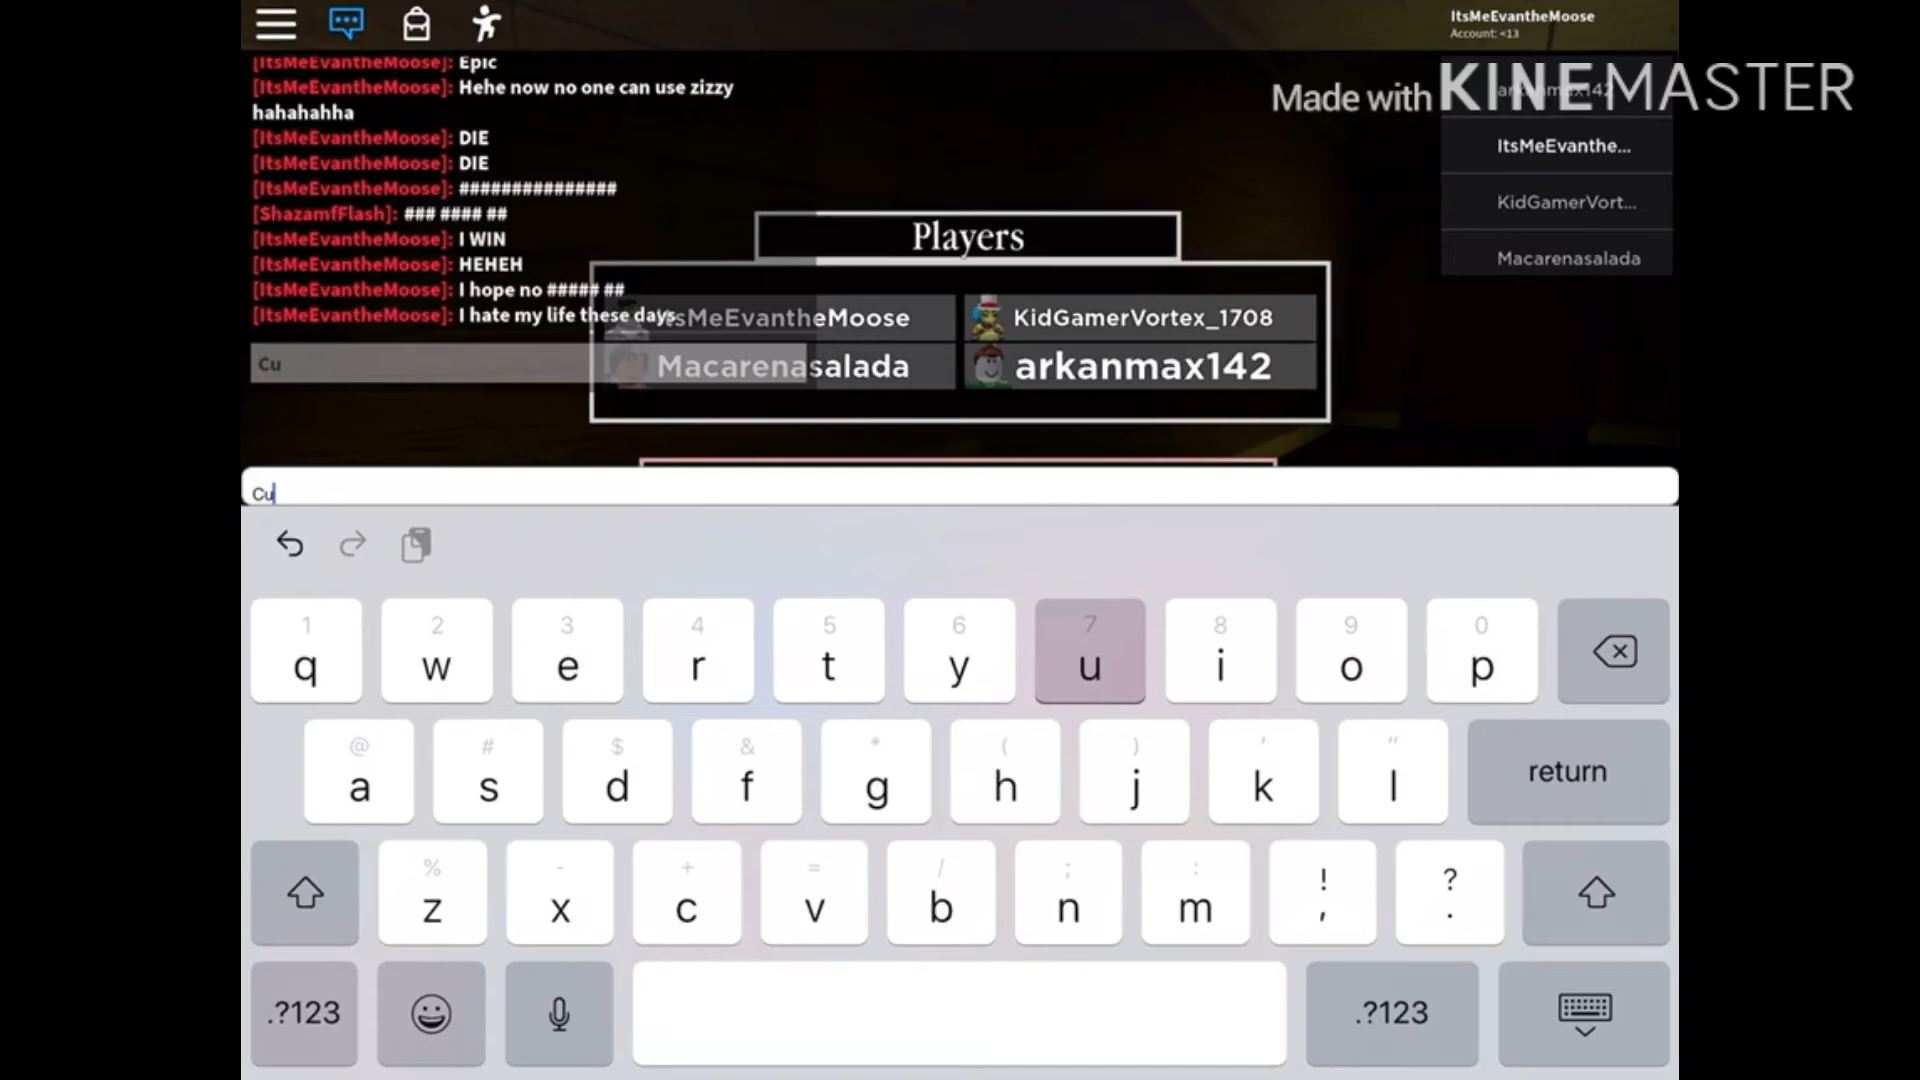 ItsMeEvantheMoose
Account: <13
[ItsMeEvantheMoose]: Epic
[ItsMeEvantheMoose]: Hehe now no one can use zizzy
hahahahha
[ItsMeEvantheMoose]: DIE
[ItsMeEvantheMoose]: DIE
[ItsMeEvantheMoose]: ###############
[ShazamfFlash]: ### #### ##
[ItsMeEvantheMoose]: I WIN
[ItsMeEvantheMoose]: HEHEH
[ItsMeEvantheMoose]: I hope no ##### ##
[ItsMeEvantheMoose]: I hate my life these days
Cu
Made with KINEMASTER
arkanmax142
ItsMeEvanthe...
KidGamerVort...
Macarenasalada
Players
ItsMeEvantheMoose KidGamerVortex_1708
Macarenasalada arkanmax142
Cu
1 2 3 4 5 6 7 8 9 0
q w e r t y u i o p
@ # $ & * ( ) ' "
a s d f g h j k l return
% - + = / ; : ! ?
z x c v b n m , .
.?123 .?123